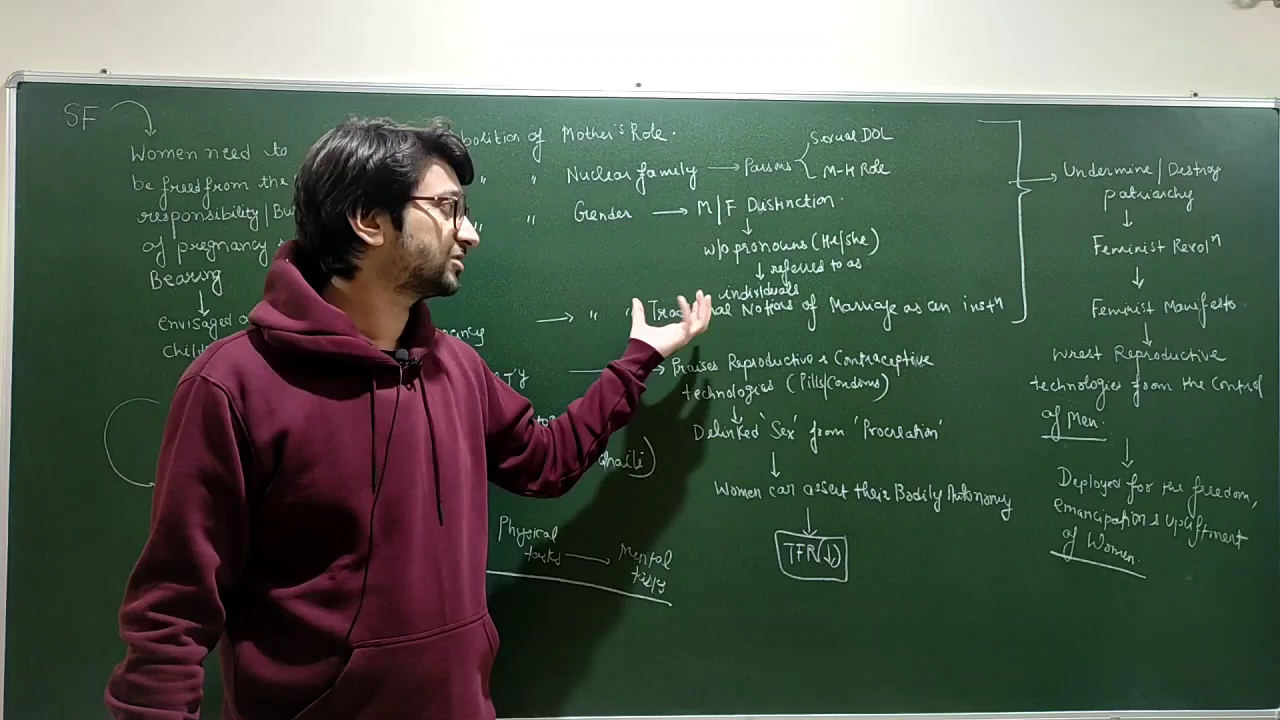 SF
Women need to
be freed from the
responsibility/Bu
of pregnancy
Bearing
↓
envisaged a
Chil
bolition of Mother's Role.
" " Nuclear family → Parsons
Sexual DOL
M-H Role
" " Gender → M/F Distinction.
↓
w/o pronouns (He/She)
↓ referred to as
individuals
→ " " Trad nal Notions of Marriage as an instⁿ
→ Praises Reproductive & Contraceptive
technologies (Pills/Condoms)
↓
Delinked 'Sex' from 'Procreation'
↓
Women can assert their Bodily Autonomy
↓
TFR(↓)
Physical
tasks → Mental
tasks
→ Undermine/Destroy
patriarchy
↓
Feminist Revolⁿ
↓
Feminist Manifesto.
↓
Wrest Reproductive
technologies from the control
of Men.
↓
Deployed for the freedom,
emancipation & upliftment
of Women.